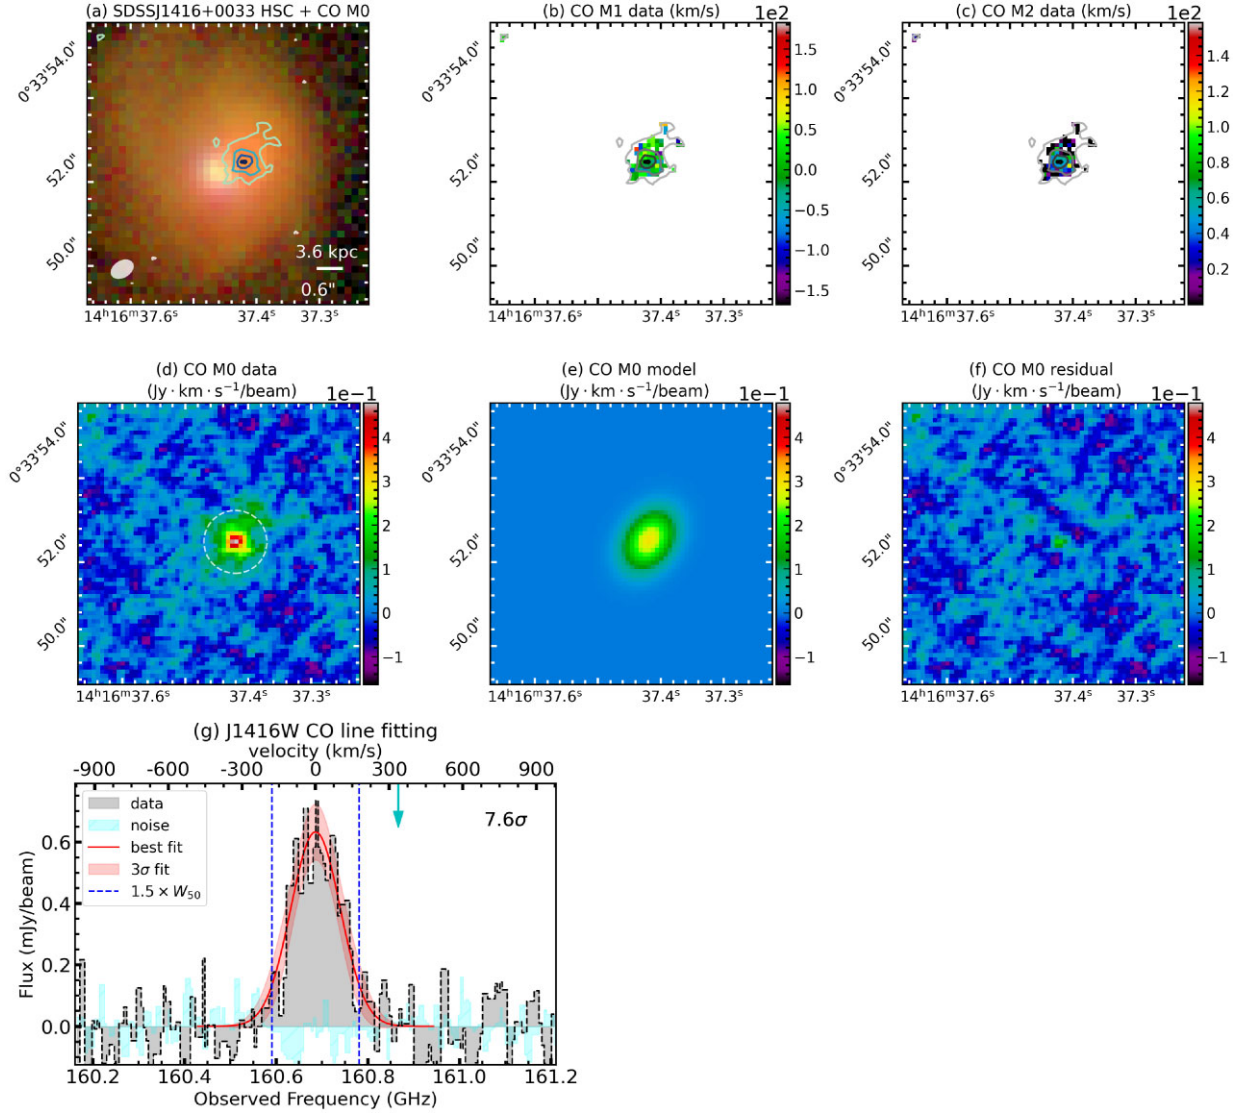 (a) SDSSJ1416+0033 HSC + CO M0
0°33'54.0"
52.0"
50.0"
3.6 kpc
0.6"
14ʰ16ᵐ37.6ˢ 37.4ˢ 37.3ˢ
(b) CO M1 data (km/s) 1e2
1.5
1.0
0.5
0.0
−0.5
−1.0
−1.5
0°33'54.0"
52.0"
50.0"
14ʰ16ᵐ37.6ˢ 37.4ˢ 37.3ˢ
(c) CO M2 data (km/s) 1e2
1.4
1.2
1.0
0.8
0.6
0.4
0.2
0°33'54.0"
52.0"
50.0"
14ʰ16ᵐ37.6ˢ 37.4ˢ 37.3ˢ
(d) CO M0 data
(Jy · km · s⁻¹/beam) 1e−1
4
3
2
1
0
−1
0°33'54.0"
52.0"
50.0"
14ʰ16ᵐ37.6ˢ 37.4ˢ 37.3ˢ
(e) CO M0 model
(Jy · km · s⁻¹/beam) 1e−1
4
3
2
1
0
−1
0°33'54.0"
52.0"
50.0"
14ʰ16ᵐ37.6ˢ 37.4ˢ 37.3ˢ
(f) CO M0 residual
(Jy · km · s⁻¹/beam) 1e−1
4
3
2
1
0
−1
0°33'54.0"
52.0"
50.0"
14ʰ16ᵐ37.6ˢ 37.4ˢ 37.3ˢ
(g) J1416W CO line fitting
velocity (km/s)
-900 -600 -300 0 300 600 900
data
noise
best fit
3σ fit
1.5 × W₅₀
7.6σ
Flux (mJy/beam)
0.6
0.4
0.2
0.0
160.2 160.4 160.6 160.8 161.0 161.2
Observed Frequency (GHz)